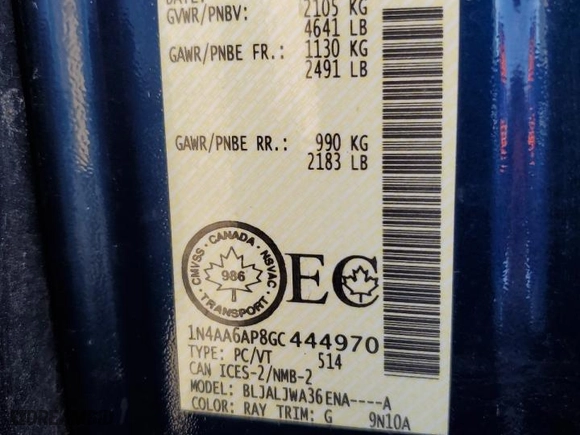 GVWR/PNBV: 2105 KG
4641 LB
GAWR/PNBE FR.: 1130 KG
2491 LB
GAWR/PNBE RR.: 990 KG
2183 LB
CMVSS · CANADA · NSVAC · TRANSPORT ·
986
EC
1N4AA6AP8GC444970
TYPE: PC/VT 514
CAN ICES-2/NMB-2
MODEL: BLJALJWA36ENA----A
COLOR: RAY TRIM: G 9N10A